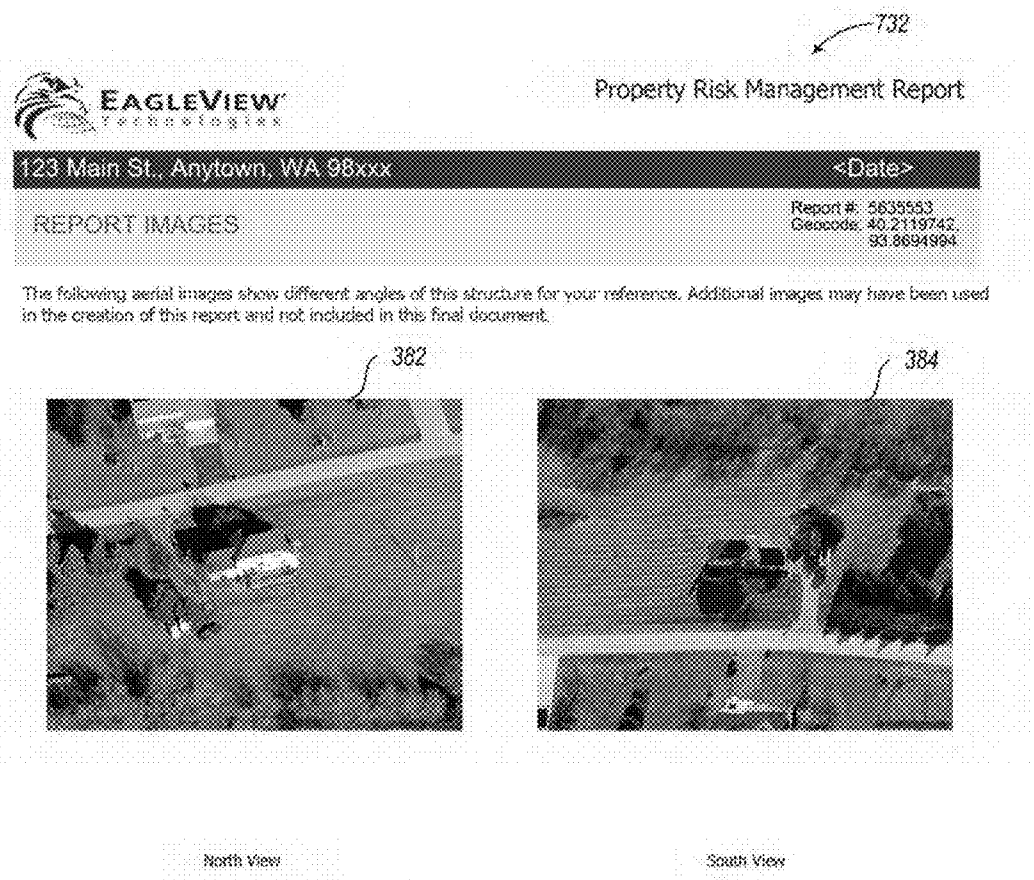 732
EAGLEVIEW
Technologies
Property Risk Management Report
123 Main St., Anytown, WA 98xxx
<Date>
REPORT IMAGES
Report #: 5635553
Geocode: 40.2119742,
93.8694994
The following aerial images show different angles of this structure for your reference. Additional images may have been used
in the creation of this report and not included in this final document.
382
384
North View
South View